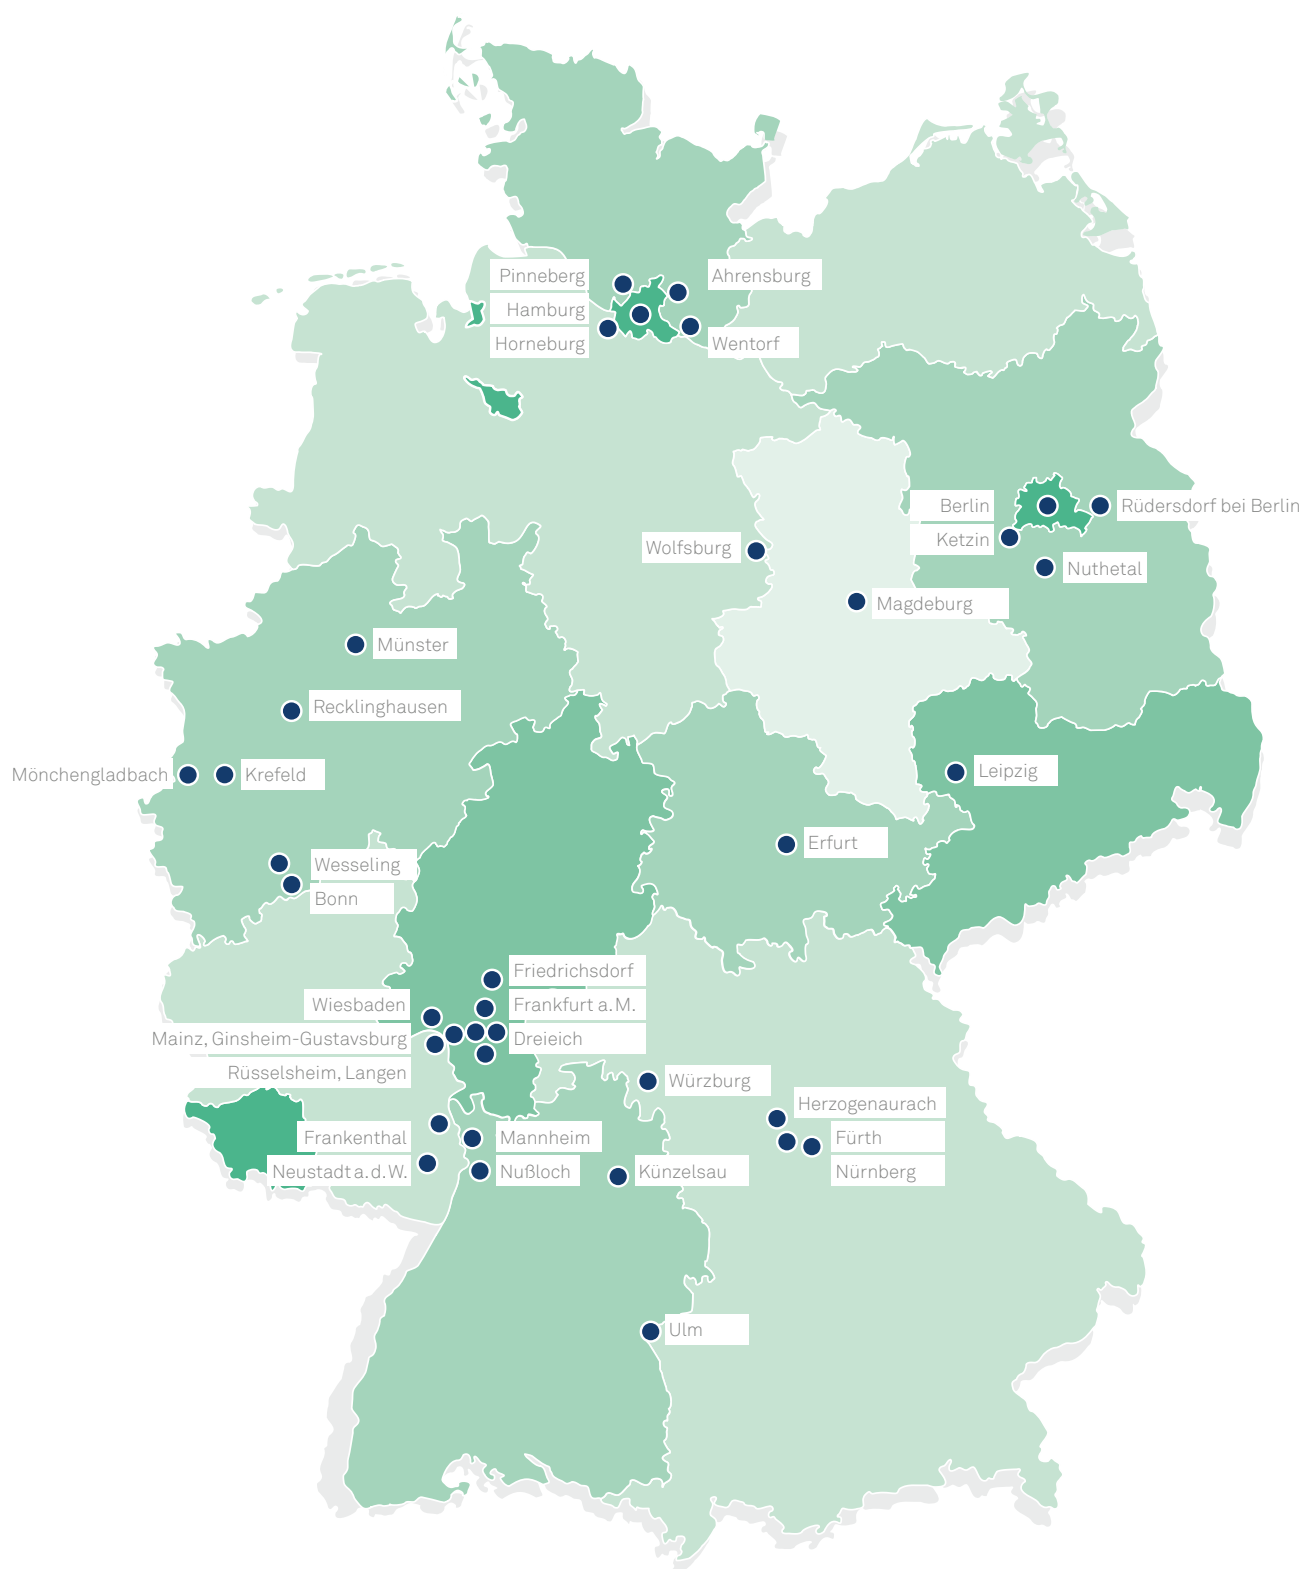 Pinneberg
Ahrensburg
Hamburg
Horneburg
Wentorf
Berlin
Rüdersdorf bei Berlin
Ketzin
Wolfsburg
Nuthetal
Magdeburg
Münster
Recklinghausen
Mönchengladbach
Krefeld
Leipzig
Erfurt
Wesseling
Bonn
Friedrichsdorf
Wiesbaden
Frankfurt a.M.
Mainz, Ginsheim-Gustavsburg
Dreieich
Rüsselsheim, Langen
Würzburg
Herzogenaurach
Frankenthal
Mannheim
Fürth
Neustadt a.d.W.
Nußloch
Künzelsau
Nürnberg
Ulm